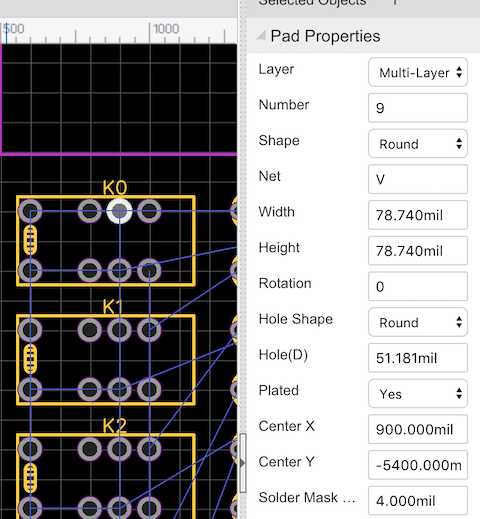 Selected Objects 1
500 1000
Pad Properties
Layer Multi-Layer
Number 9
Shape Round
Net V
Width 78.740mil
Height 78.740mil
Rotation 0
Hole Shape Round
Hole(D) 51.181mil
Plated Yes
Center X 900.000mil
Center Y -5400.000m
Solder Mask ... 4.000mil
K0
K1
K2